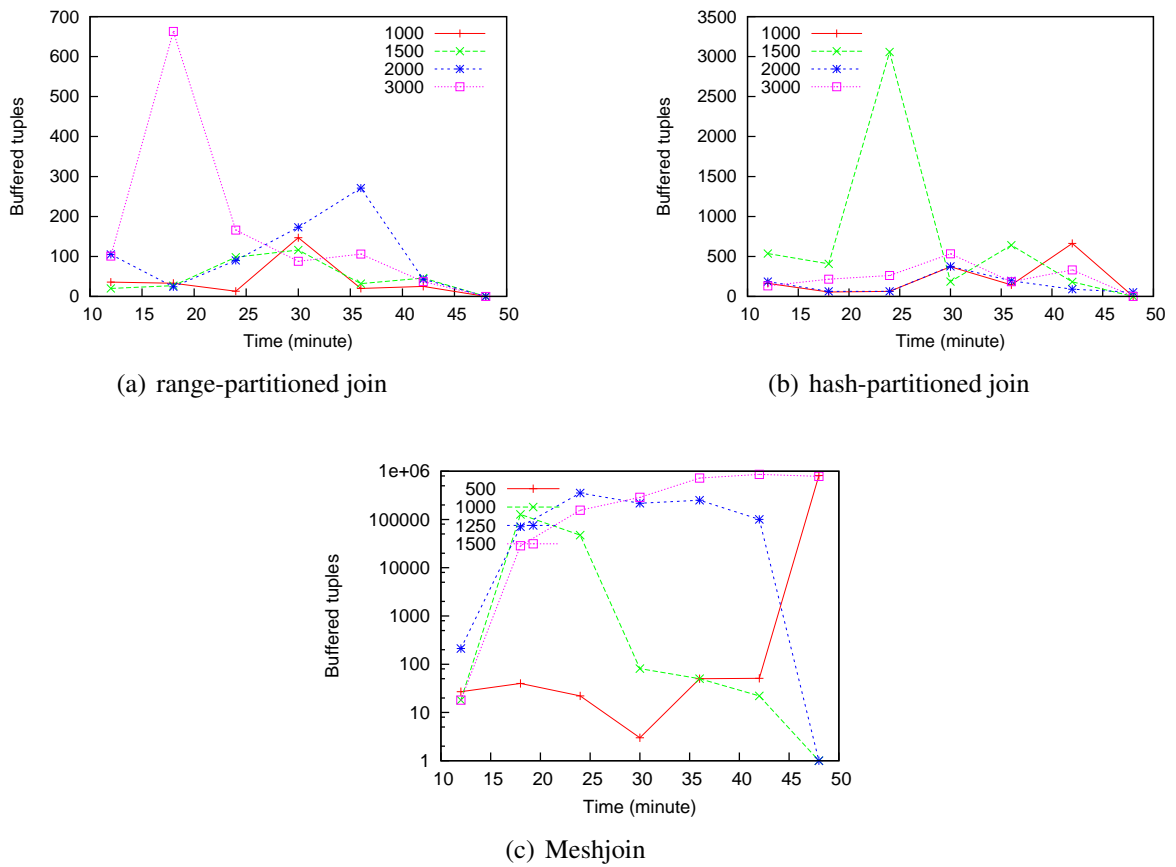 700
600
500
400
300
200
100
0
10 15 20 25 30 35 40 45 50
Buffered tuples
Time (minute)
1000
1500
2000
3000
(a) range-partitioned join
3500
3000
2500
2000
1500
1000
500
0
10 15 20 25 30 35 40 45 50
Buffered tuples
Time (minute)
1000
1500
2000
3000
(b) hash-partitioned join
1e+06
100000
10000
1000
100
10
1
10 15 20 25 30 35 40 45 50
Buffered tuples
Time (minute)
500
1000
1250
1500
(c) Meshjoin